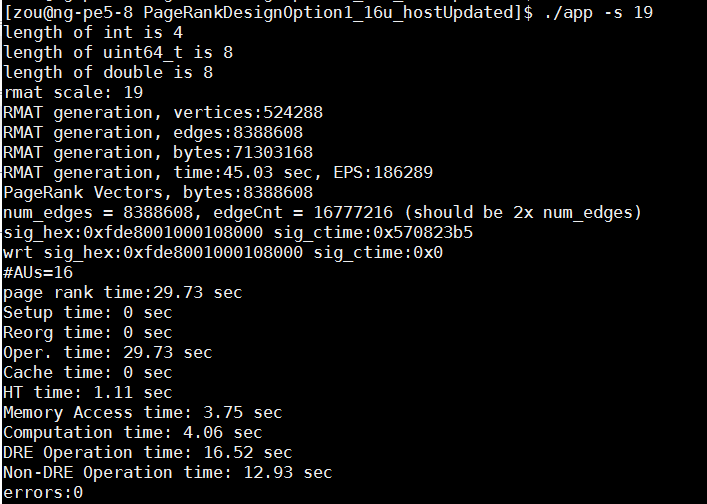 [zou@ng-pe5-8 PageRankDesignOption1_16u_hostUpdated]$ ./app -s 19
length of int is 4
length of uint64_t is 8
length of double is 8
rmat scale: 19
RMAT generation, vertices:524288
RMAT generation, edges:8388608
RMAT generation, bytes:71303168
RMAT generation, time:45.03 sec, EPS:186289
PageRank Vectors, bytes:8388608
num_edges = 8388608, edgeCnt = 16777216 (should be 2x num_edges)
sig_hex:0xfde8001000108000 sig_ctime:0x570823b5
wrt sig_hex:0xfde8001000108000 sig_ctime:0x0
#AUs=16
page rank time:29.73 sec
Setup time: 0 sec
Reorg time: 0 sec
Oper. time: 29.73 sec
Cache time: 0 sec
HT time: 1.11 sec
Memory Access time: 3.75 sec
Computation time: 4.06 sec
DRE Operation time: 16.52 sec
Non-DRE Operation time: 12.93 sec
errors:0